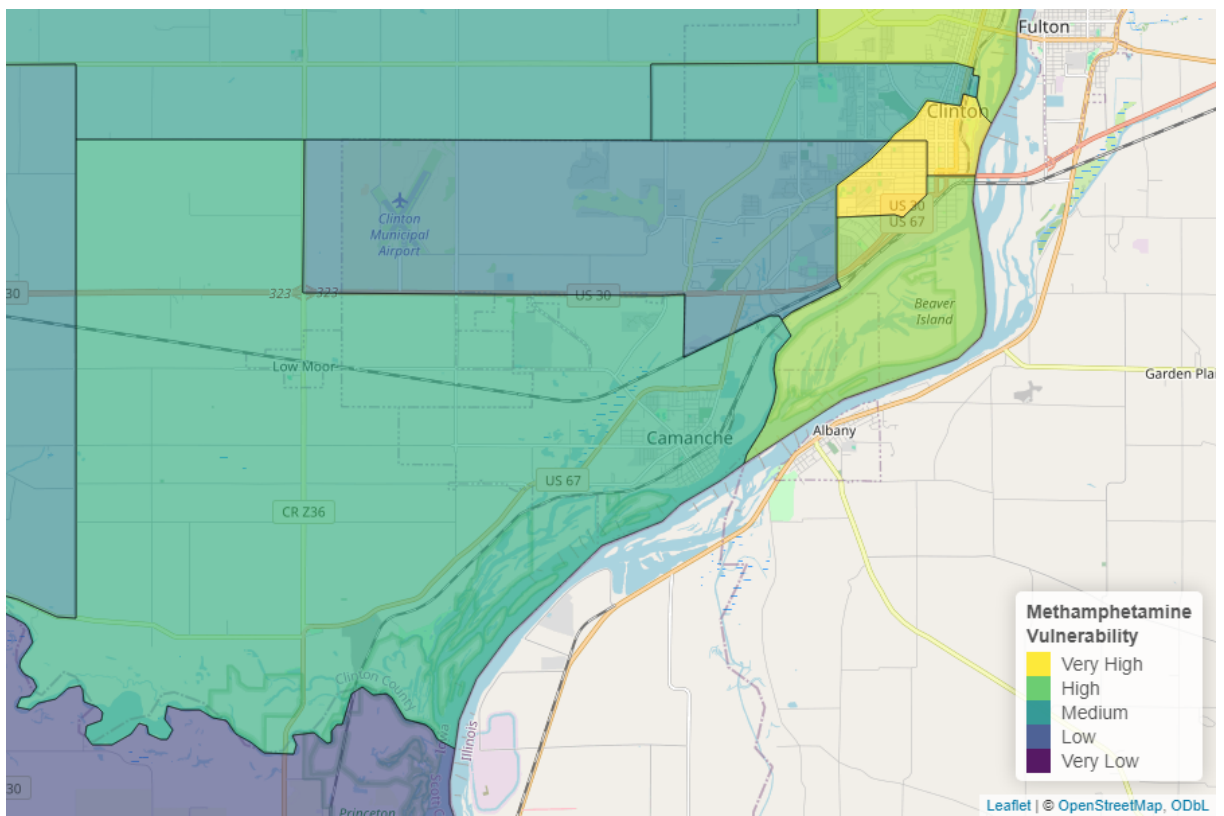 Fulton
Clinton
Clinton
Municipal
Airport
US 30
US 67
30
323
323
US 30
Beaver
Island
Low Moor
Garden Plai
Camanche
Albany
US 67
CR Z36
Clinton County
Iowa
Illinois
Scott
30
Princeton
Methamphetamine
Vulnerability
Very High
High
Medium
Low
Very Low
Leaflet | © OpenStreetMap, ODbL